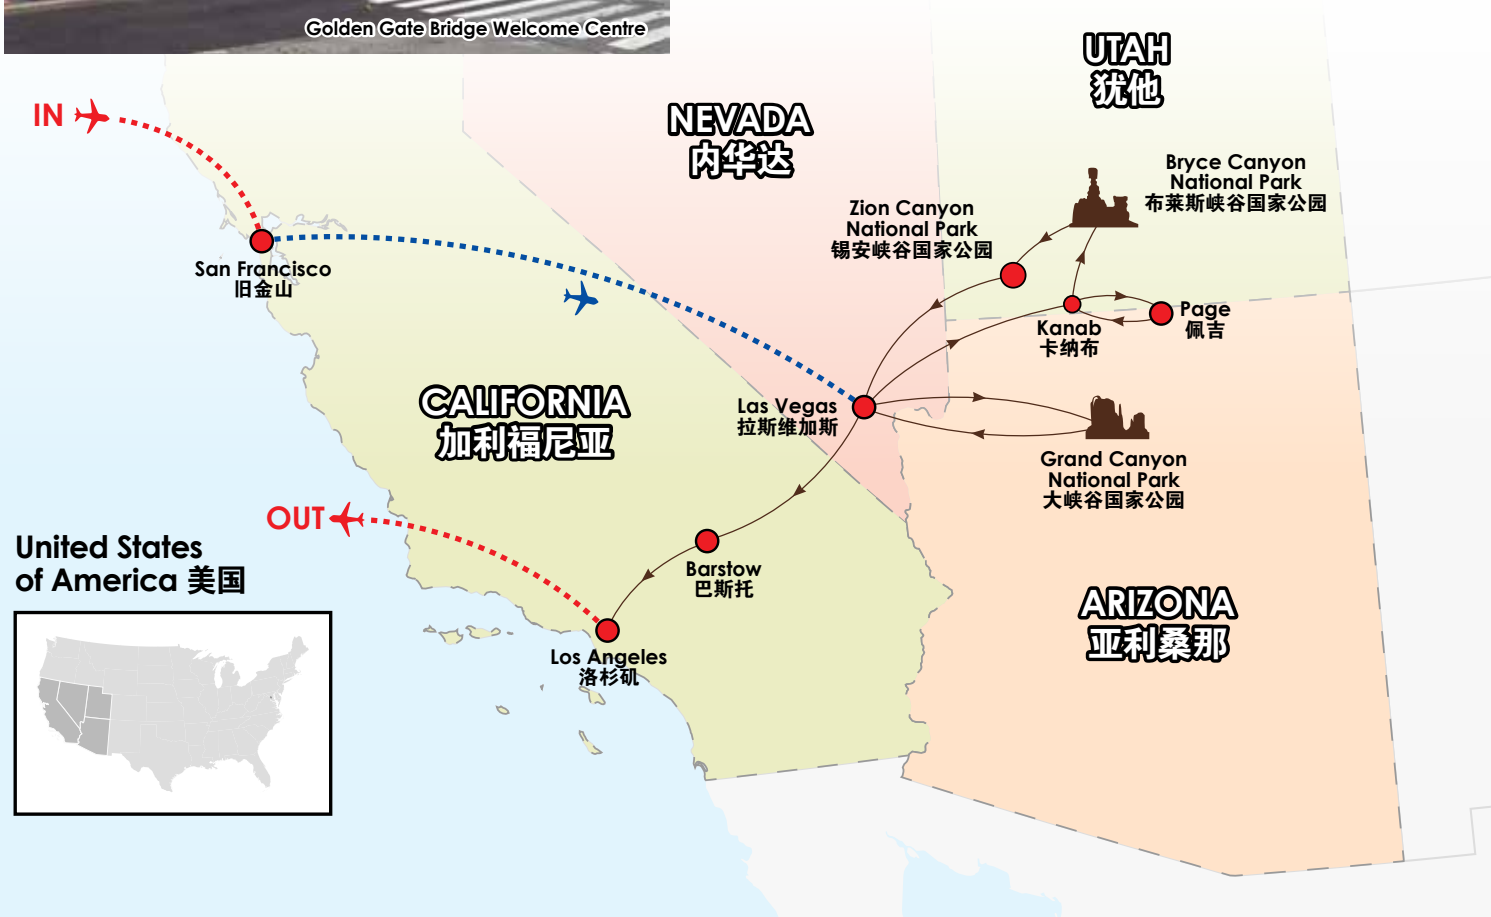 Golden Gate Bridge Welcome Centre
IN
UTAH
犹他
NEVADA
内华达
Bryce Canyon
National Park
布莱斯峡谷国家公园
Zion Canyon
National Park
锡安峡谷国家公园
San Francisco
旧金山
Page
佩吉
Kanab
卡纳布
CALIFORNIA
加利福尼亚
Las Vegas
拉斯维加斯
Grand Canyon
National Park
大峡谷国家公园
OUT
United States
of America 美国
Barstow
巴斯托
ARIZONA
亚利桑那
Los Angeles
洛杉矶